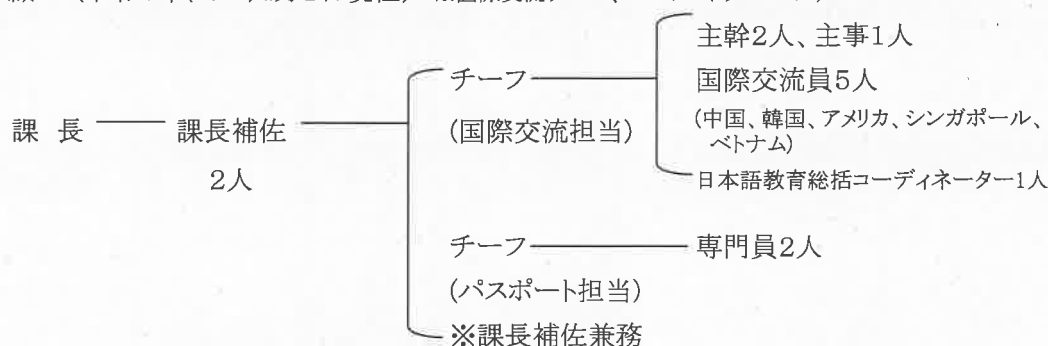 チーフ
(国際交流担当)
主幹2人、主事1人
国際交流員5人
(中国、韓国、アメリカ、シンガポール、
ベトナム)
日本語教育総括コーディネーター1人
課 長
課長補佐
2人
チーフ
(パスポート担当)
※課長補佐兼務
専門員2人